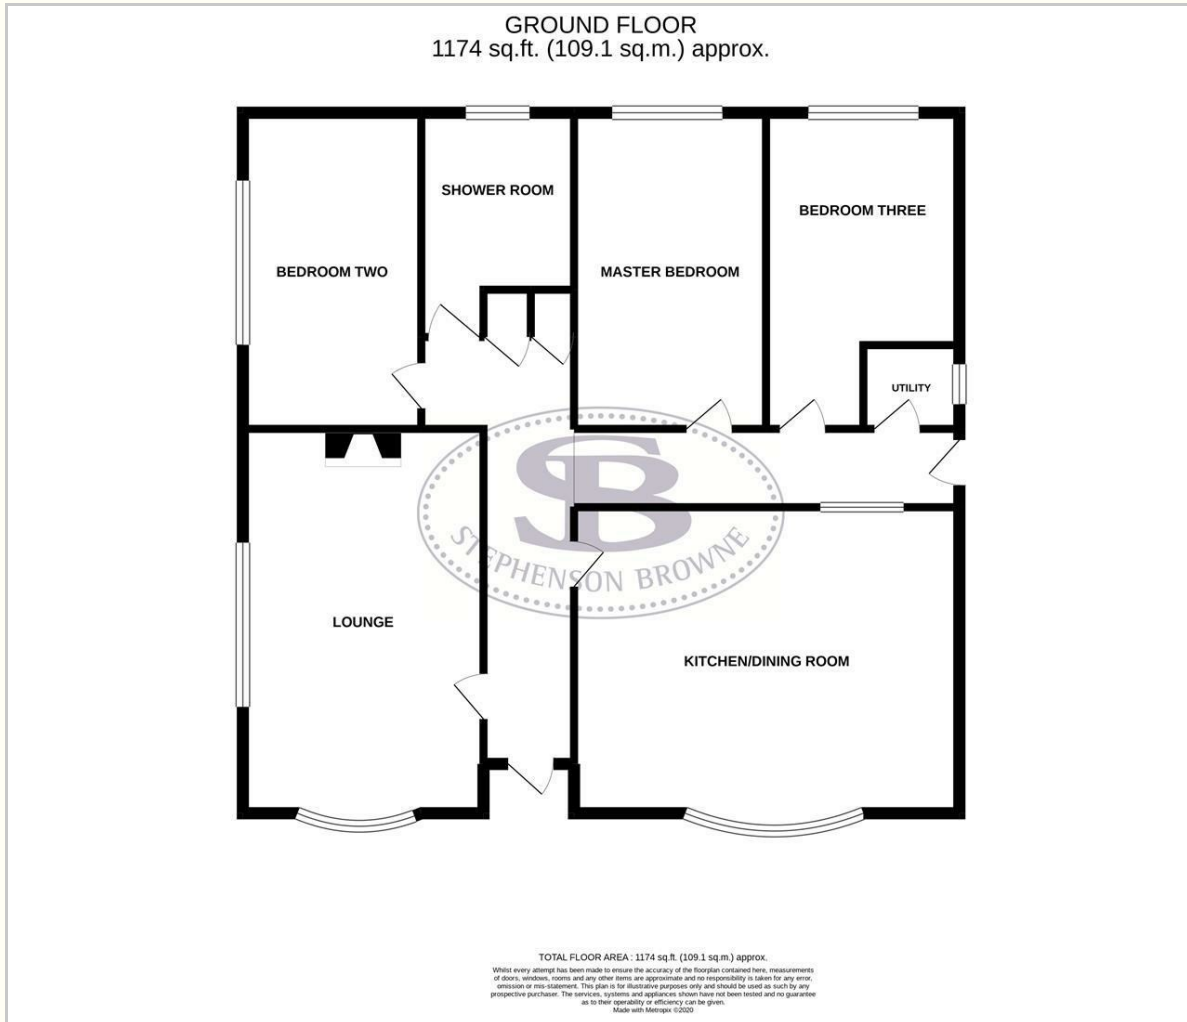 GROUND FLOOR
1174 sq.ft. (109.1 sq.m.) approx.
SHOWER ROOM
BEDROOM THREE
BEDROOM TWO
MASTER BEDROOM
UTILITY
SB
STEPHENSON BROWNE
LOUNGE
KITCHEN/DINING ROOM
TOTAL FLOOR AREA : 1174 sq.ft. (109.1 sq.m.) approx.
Whilst every attempt has been made to ensure the accuracy of the floorplan contained here, measurements
of doors, windows, rooms and any other items are approximate and no responsibility is taken for any error,
omission or mis-statement. This plan is for illustrative purposes only and should be used as such by any
prospective purchaser. The services, systems and appliances shown have not been tested and no guarantee
as to their operability or efficiency can be given.
Made with Metropix ©2020